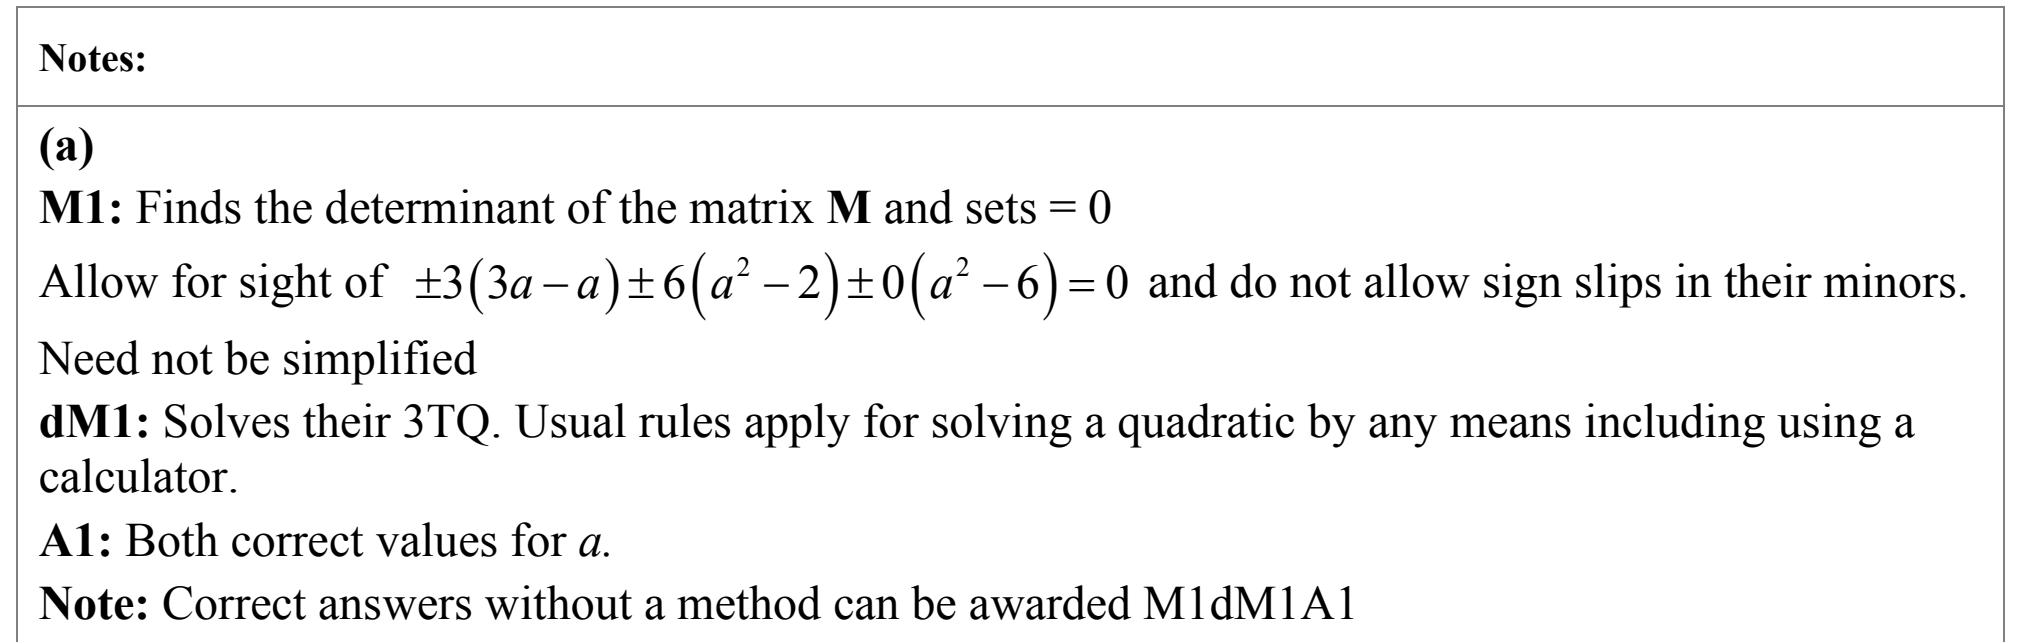 Notes:
(a)
M1: Finds the determinant of the matrix M and sets = 0
Allow for sight of ±3(3a – a)±6(a² – 2)±0(a² – 6) = 0 and do not allow sign slips in their minors.
Need not be simplified
dM1: Solves their 3TQ. Usual rules apply for solving a quadratic by any means including using a
calculator.
A1: Both correct values for a.
Note: Correct answers without a method can be awarded M1dM1A1